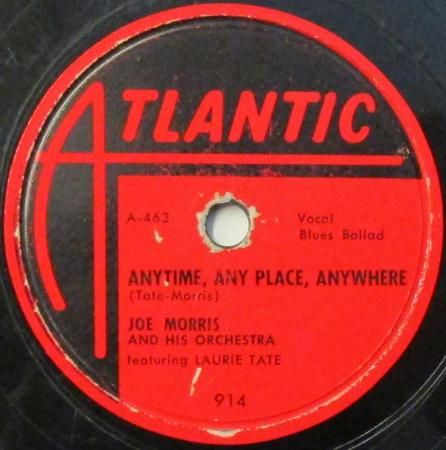 ATLANTIC
A-463
Vocal
Blues Ballad
ANYTIME, ANY PLACE, ANYWHERE
(Tate-Morris)
JOE MORRIS
AND HIS ORCHESTRA
featuring LAURIE TATE
914